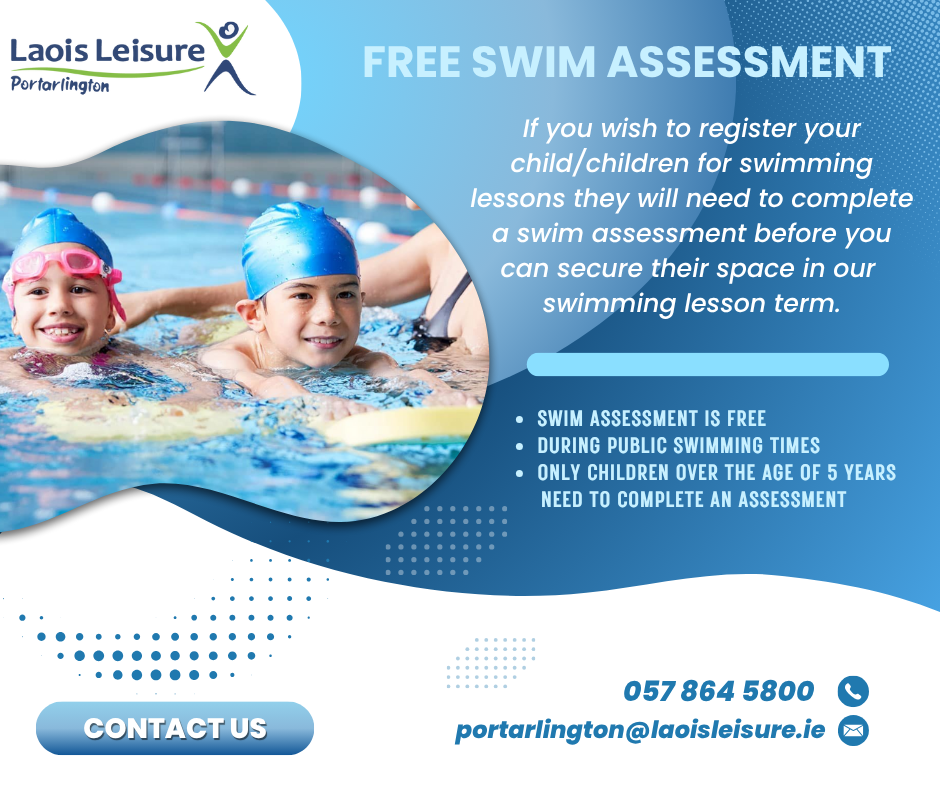 Laois Leisure
Portarlington
FREE SWIM ASSESSMENT
If you wish to register your
child/children for swimming
lessons they will need to complete
a swim assessment before you
can secure their space in our
swimming lesson term.
• SWIM ASSESSMENT IS FREE
• DURING PUBLIC SWIMMING TIMES
• ONLY CHILDREN OVER THE AGE OF 5 YEARS
NEED TO COMPLETE AN ASSESSMENT
057 864 5800
CONTACT US
portarlington@laoisleisure.ie